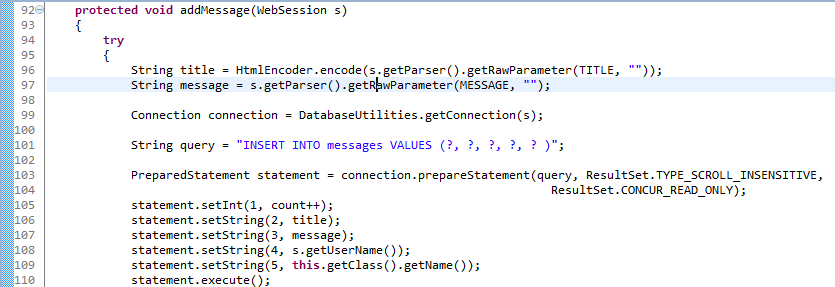 92 protected void addMessage(WebSession s)
93 {
94 try
95 {
96 String title = HtmlEncoder.encode(s.getParser().getRawParameter(TITLE, ""));
97 String message = s.getParser().getRawParameter(MESSAGE, "");
98
99 Connection connection = DatabaseUtilities.getConnection(s);
100
101 String query = "INSERT INTO messages VALUES (?, ?, ?, ?, ? )";
102
103 PreparedStatement statement = connection.prepareStatement(query, ResultSet.TYPE_SCROLL_INSENSITIVE,
104 ResultSet.CONCUR_READ_ONLY);
105 statement.setInt(1, count++);
106 statement.setString(2, title);
107 statement.setString(3, message);
108 statement.setString(4, s.getUserName());
109 statement.setString(5, this.getClass().getName());
110 statement.execute();